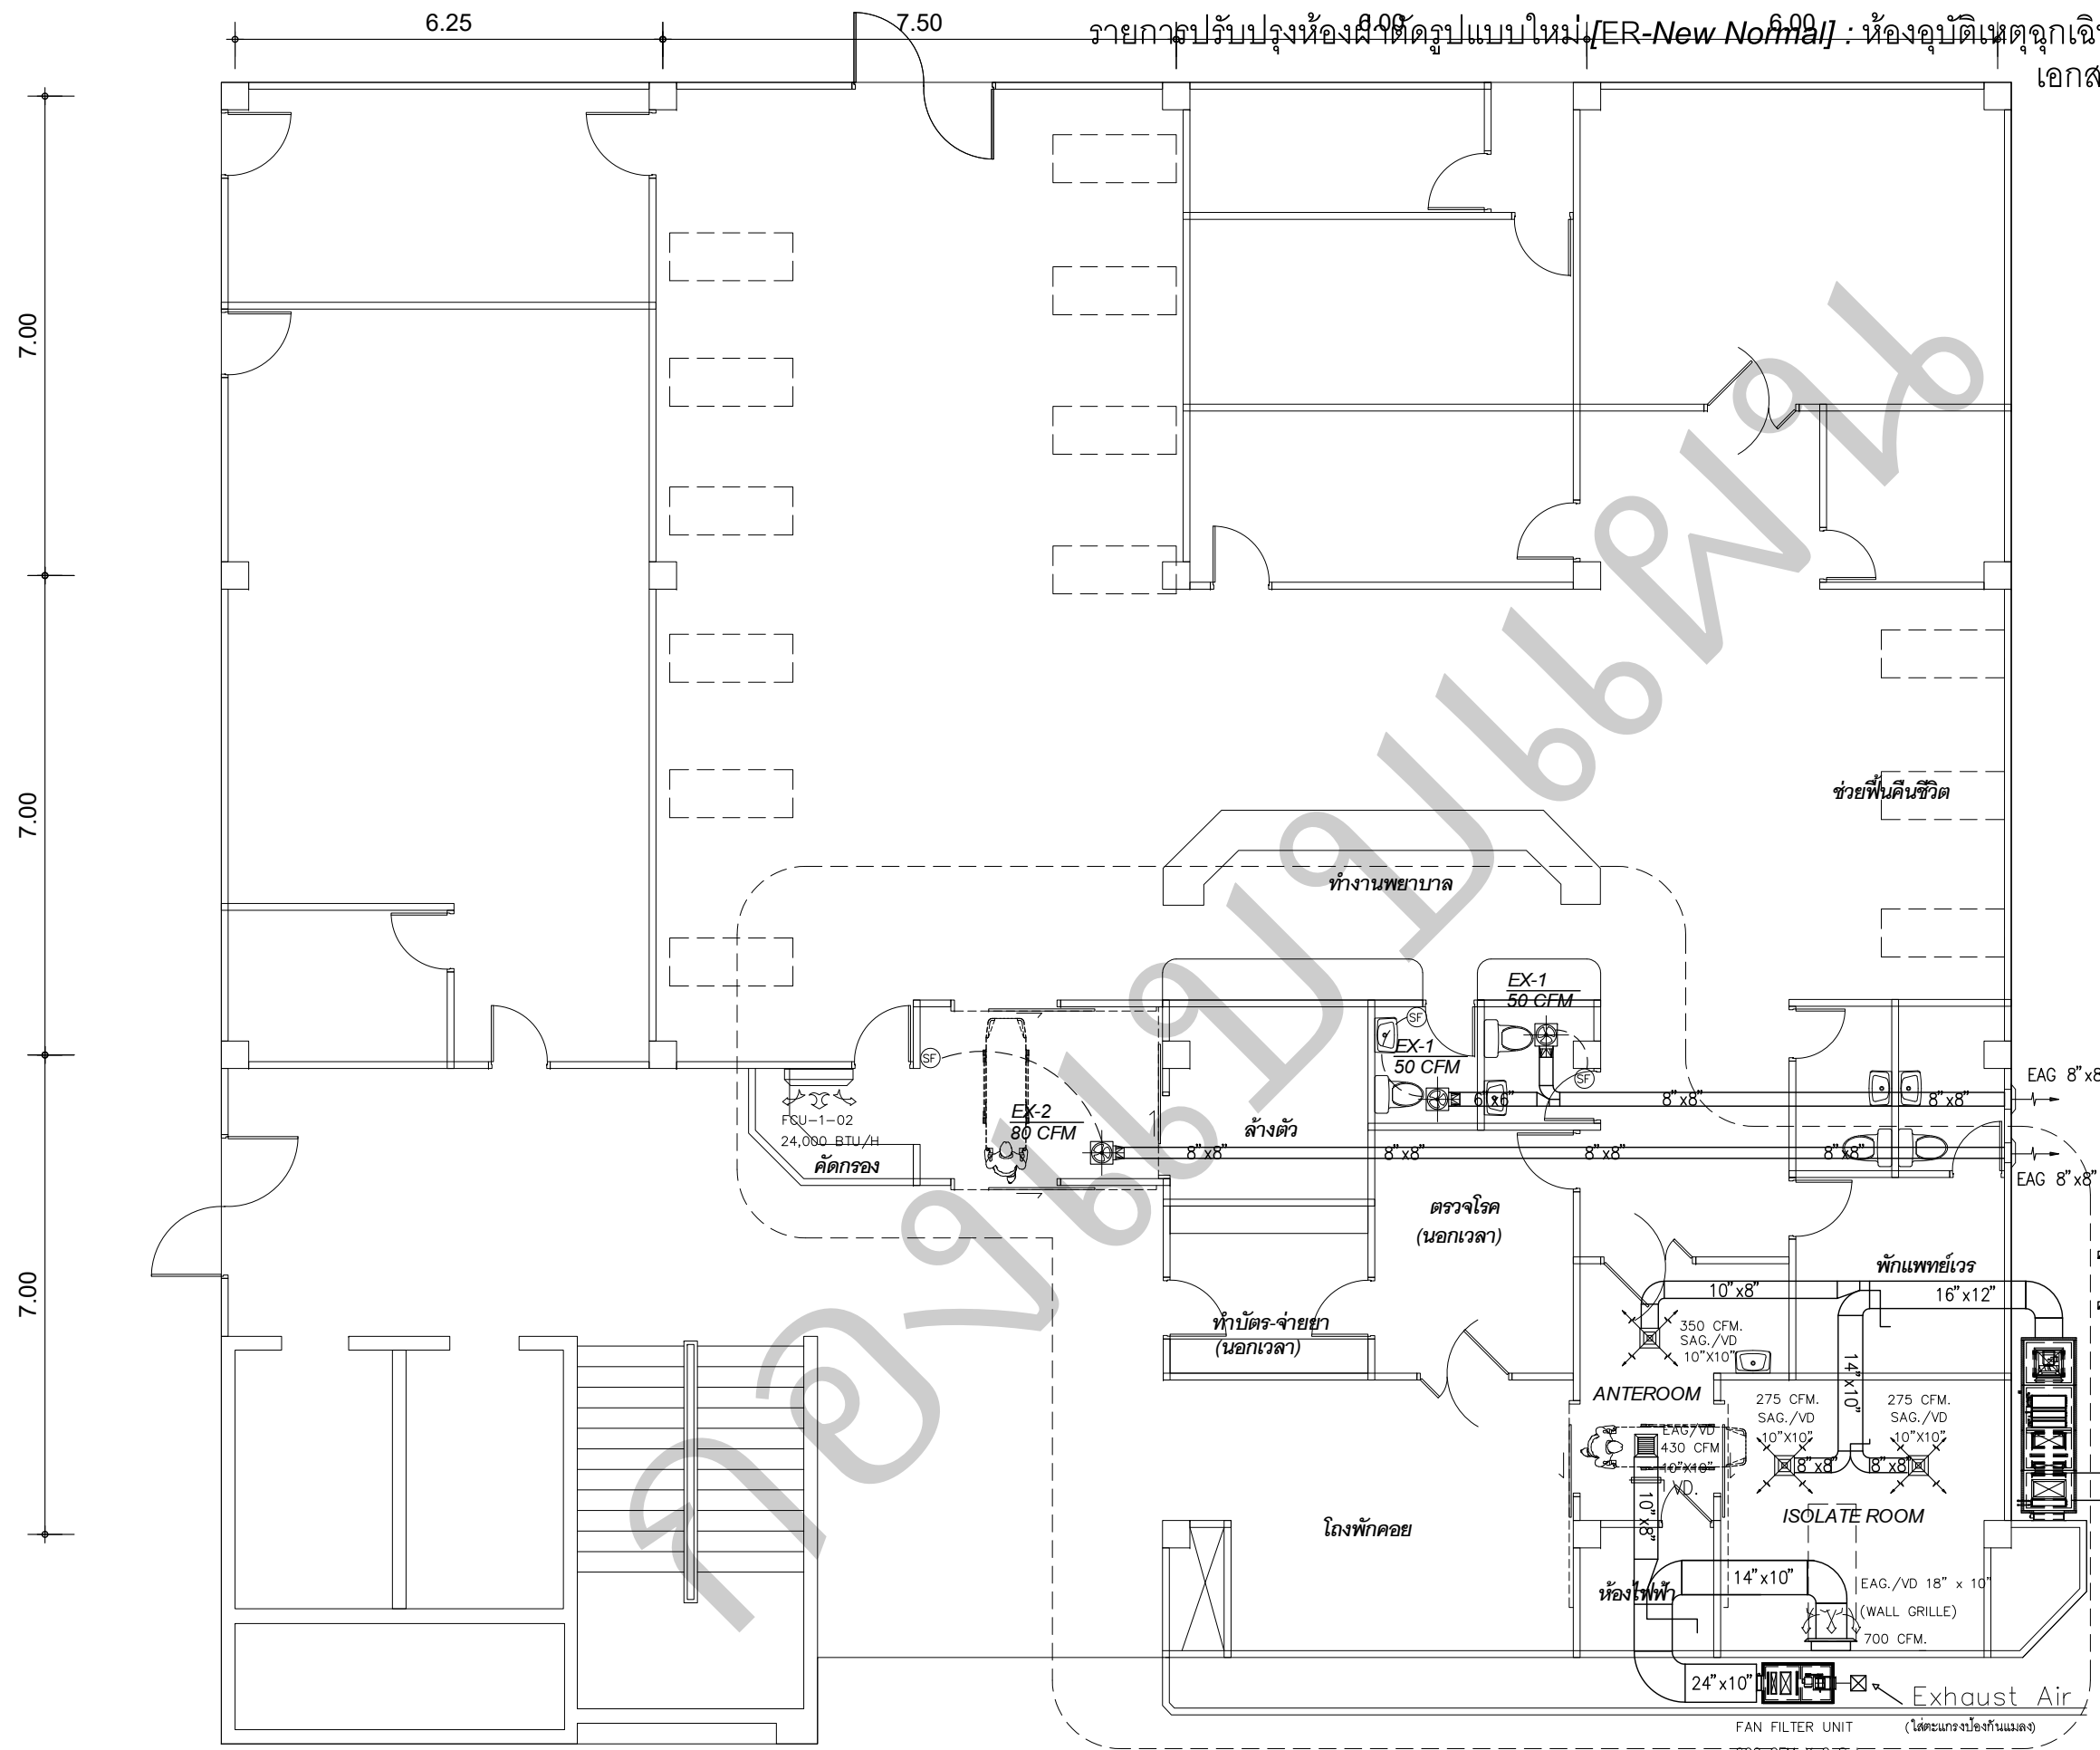 6.25
7.50
6.00
6.00
รายการปรับปรุงห้องผ่าตัดรูปแบบใหม่ [ER-New Normal] : ห้องอุบัติเหตุฉุกเฉิน
7.00
7.00
7.00
กองแบบแผน
ช่วยฟื้นคืนชีวิต
ทำงานพยาบาล
EX-1
50 CFM
SF
EX-1
50 CFM
SF
SF
EAG 8"x8
6"x6"
8"x8"
8"x8"
FCU-1-02
24,000 BTU/H
คัดกรอง
EX-2
80 CFM
ล้างตัว
8"x8"
8"x8"
8"x8"
8"x8"
EAG 8"x8"
ตรวจโรค
(นอกเวลา)
พักแพทย์เวร
10"x8"
16"x12"
ทำบัตร-จ่ายยา
(นอกเวลา)
350 CFM.
SAG./VD
10"X10"
14"x10"
ANTEROOM
275 CFM.
SAG./VD
10"X10"
275 CFM.
SAG./VD
10"X10"
EAG/VD
430 CFM
10"X10"
VD.
8"x8"
8"x8"
10"x8"
ISOLATE ROOM
โถงพักคอย
ห้องไฟฟ้า
14"x10"
EAG./VD 18" x 10"
(WALL GRILLE)
700 CFM.
24"x10"
Exhaust Air
(ใส่ตะแกรงป้องกันแมลง)
FAN FILTER UNIT